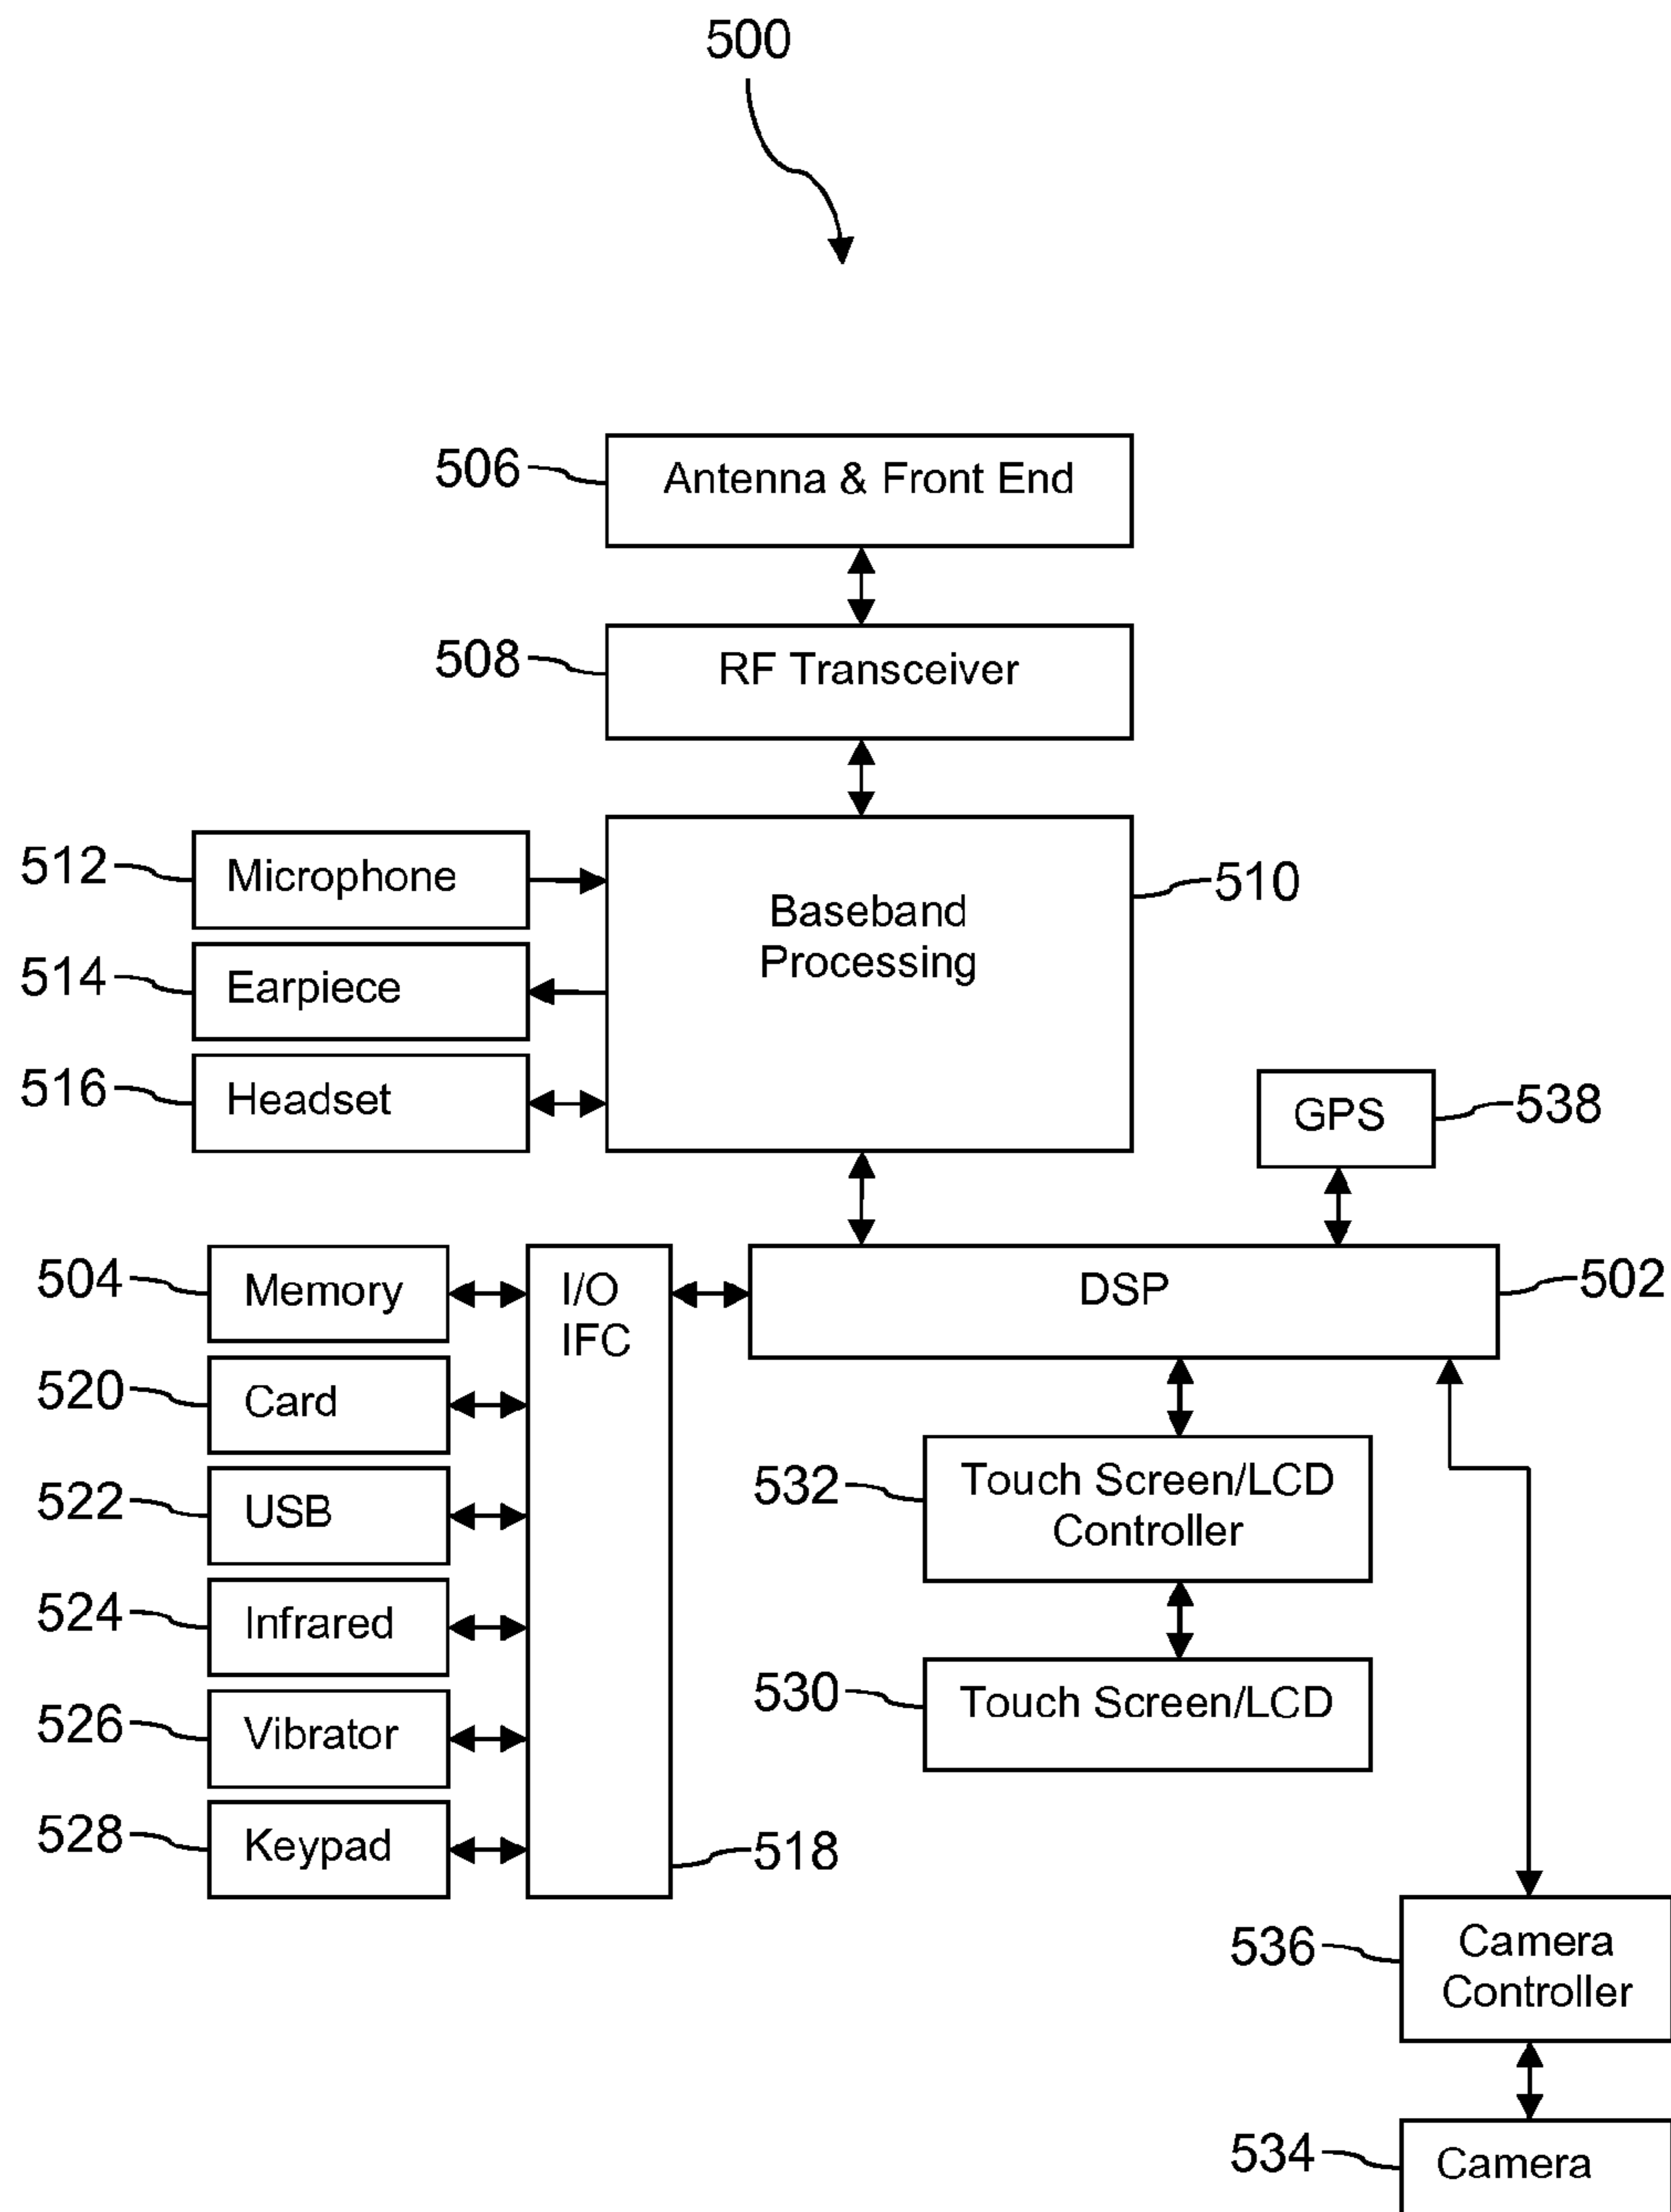 500
506
Antenna & Front End
508
RF Transceiver
512
Microphone
Baseband
Processing
510
514
Earpiece
516
Headset
GPS
538
504
Memory
I/O
IFC
DSP
502
520
Card
522
USB
532
Touch Screen/LCD
Controller
524
Infrared
530
Touch Screen/LCD
526
Vibrator
528
Keypad
518
536
Camera
Controller
534
Camera